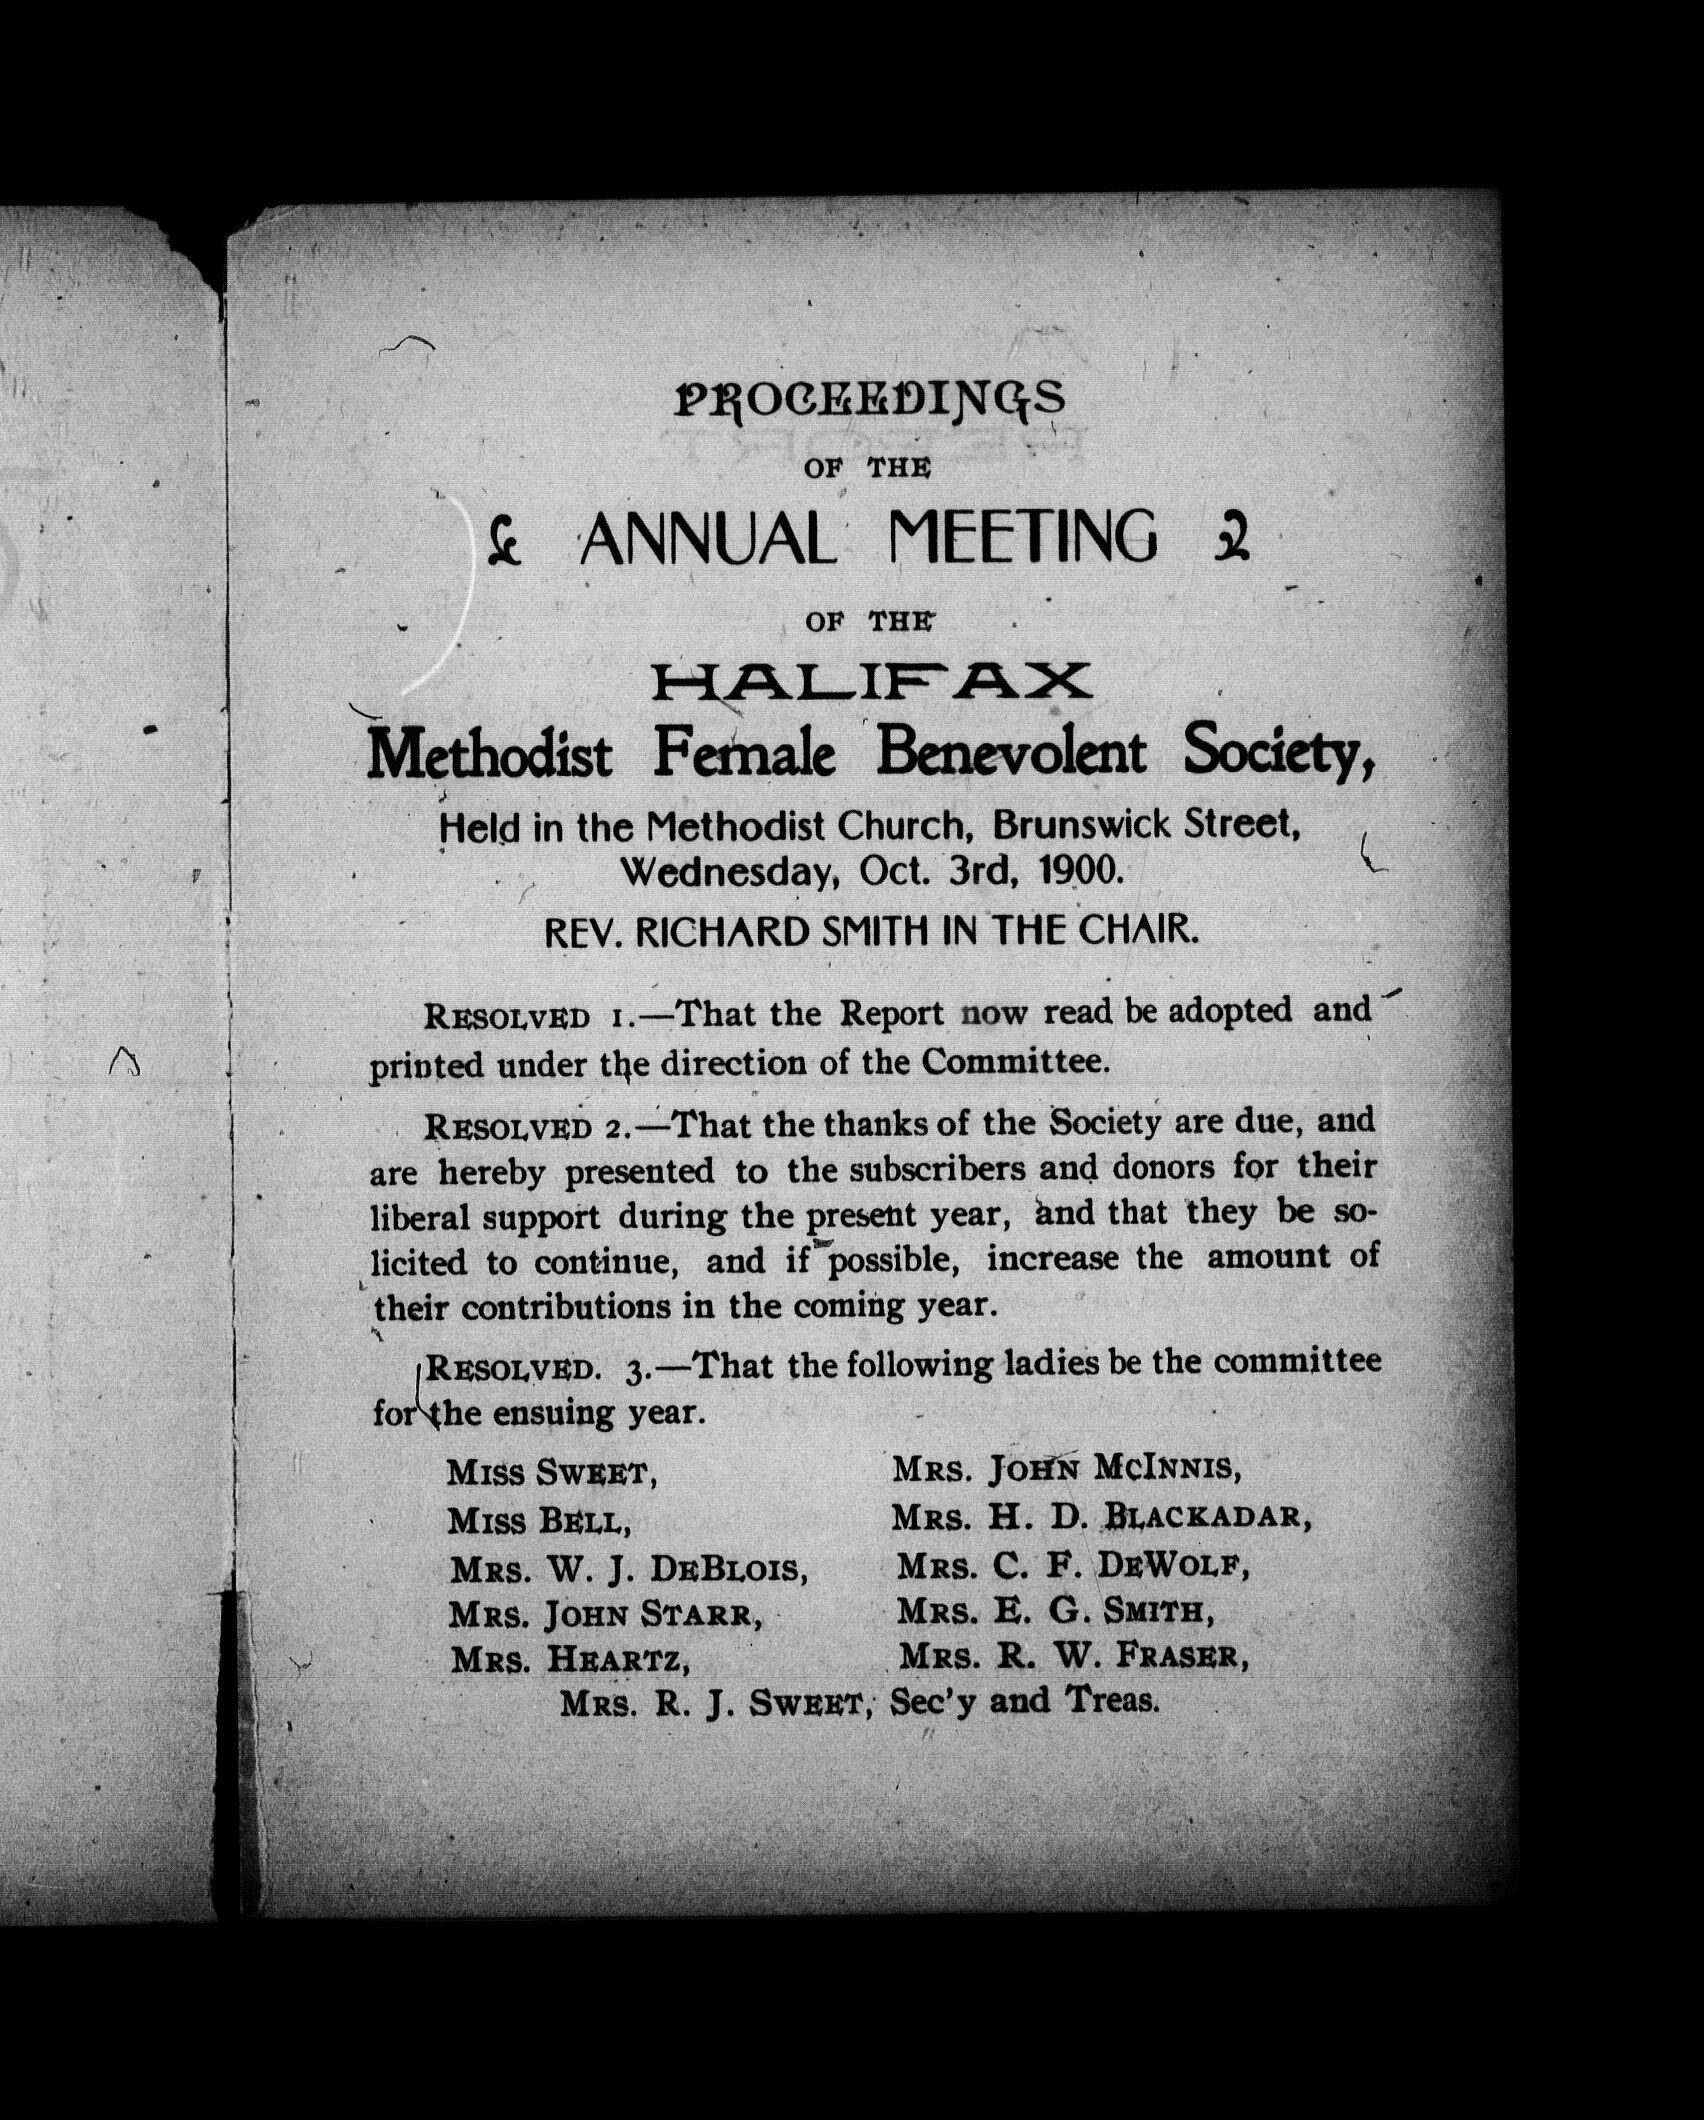 PROCEEDINGS
OF THE
ANNUAL MEETING
OF THE
HALIFAX
Methodist Female Benevolent Society,
Held in the Methodist Church, Brunswick Street,
Wednesday, Oct. 3rd, 1900.
REV. RICHARD SMITH IN THE CHAIR.
RESOLVED 1.—That the Report now read be adopted and
printed under the direction of the Committee.
RESOLVED 2.—That the thanks of the Society are due, and
are hereby presented to the subscribers and donors for their
liberal support during the present year, and that they be so-
licited to continue, and if possible, increase the amount of
their contributions in the coming year.
RESOLVED. 3.—That the following ladies be the committee
for the ensuing year.
MISS SWEET, MRS. JOHN MCINNIS,
MISS BELL, MRS. H. D. BLACKADAR,
MRS. W. J. DEBLOIS, MRS. C. F. DEWOLF,
MRS. JOHN STARR, MRS. E. G. SMITH,
MRS. HEARTZ, MRS. R. W. FRASER,
MRS. R. J. SWEET, Sec'y and Treas.